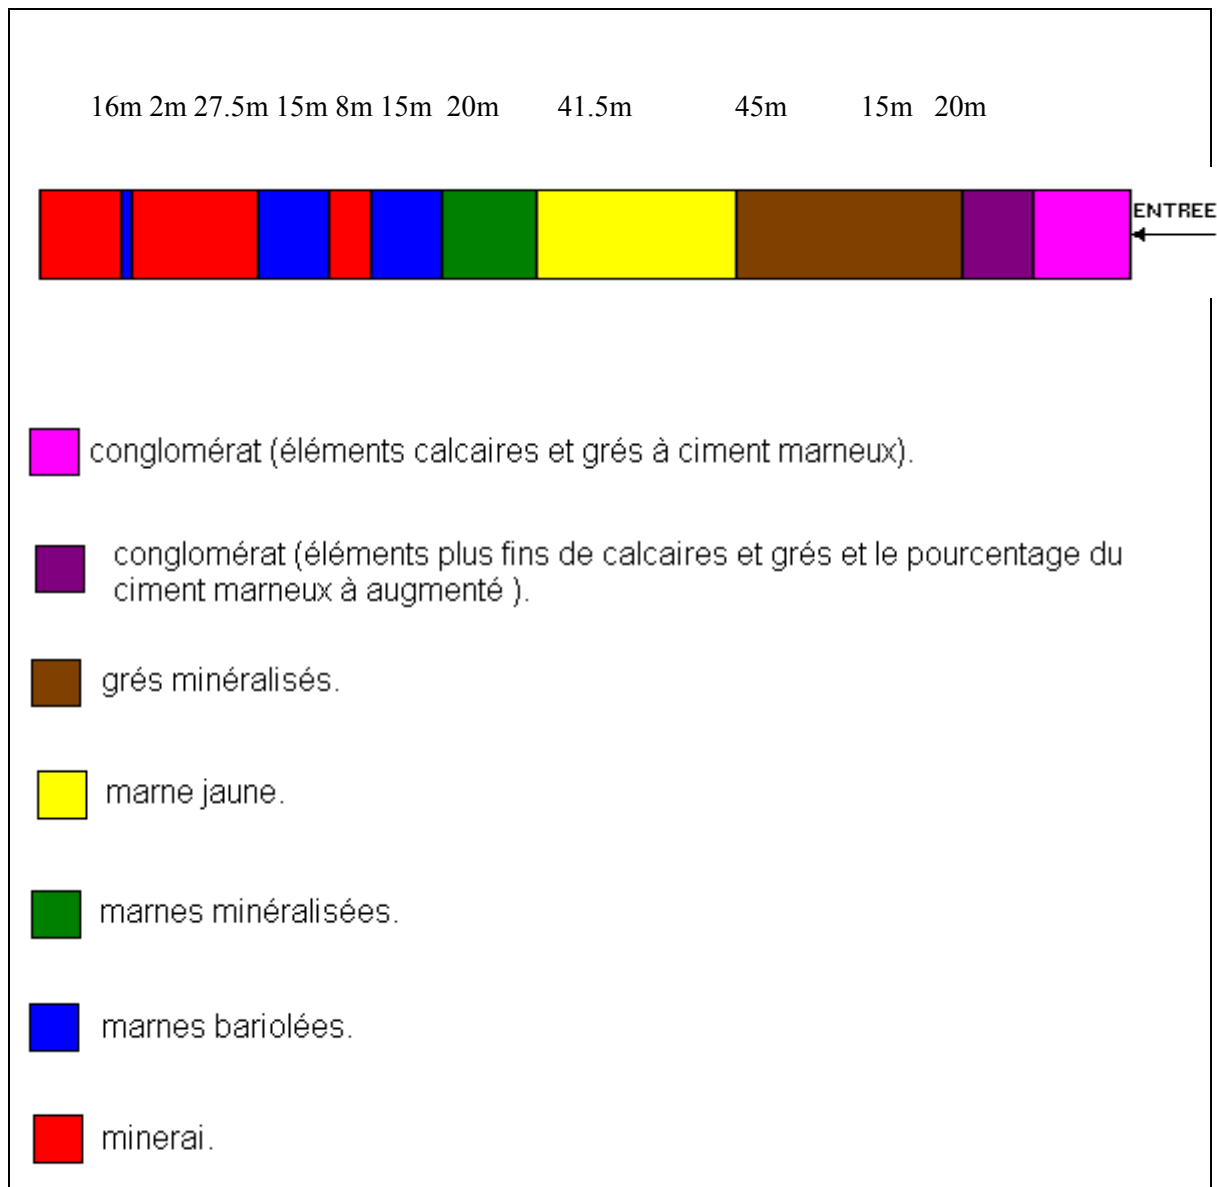 16m 2m 27.5m 15m 8m 15m 20m 41.5m 45m 15m 20m
ENTREE
conglomérat (éléments calcaires et grés à ciment marneux).
conglomérat (éléments plus fins de calcaires et grés et le pourcentage du
ciment marneux à augmenté ).
grés minéralisés.
marne jaune.
marnes minéralisées.
marnes bariolées.
minerai.